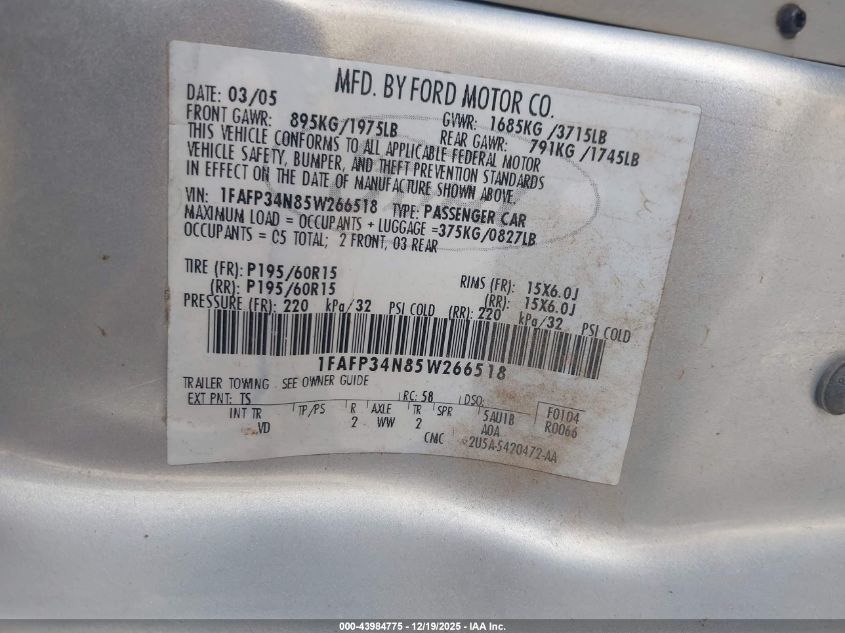 MFD. BY FORD MOTOR CO.
DATE: 03/05 GVWR: 1685KG /3715LB
FRONT GAWR: 895KG/1975LB REAR GAWR: 791KG /1745LB
THIS VEHICLE CONFORMS TO ALL APPLICABLE FEDERAL MOTOR
VEHICLE SAFETY, BUMPER, AND THEFT PREVENTION STANDARDS
IN EFFECT ON THE DATE OF MANUFACTURE SHOWN ABOVE.
VIN: 1FAFP34N85W266518 TYPE: PASSENGER CAR
MAXIMUM LOAD = OCCUPANTS + LUGGAGE =375KG/0827LB
OCCUPANTS = 05 TOTAL; 2 FRONT, 03 REAR
TIRE (FR): P195/60R15 RIMS (FR): 15X6.0J
(RR): P195/60R15 (RR): 15X6.0J
PRESSURE (FR): 220 kPa/32 PSI COLD (RR): 220 kPa/32 PSI COLD
1FAFP34N85W266518
TRAILER TOWING - SEE OWNER GUIDE
EXT PNT: TS RC: 58 DSO:
INT TR TP/PS R AXLE TR SPR 5AU1B F0104
VD 2 WW 2 A0A R0066
CMC 2U5A-5420472-AA
000-43984775 - 12/19/2025 - IAA Inc.